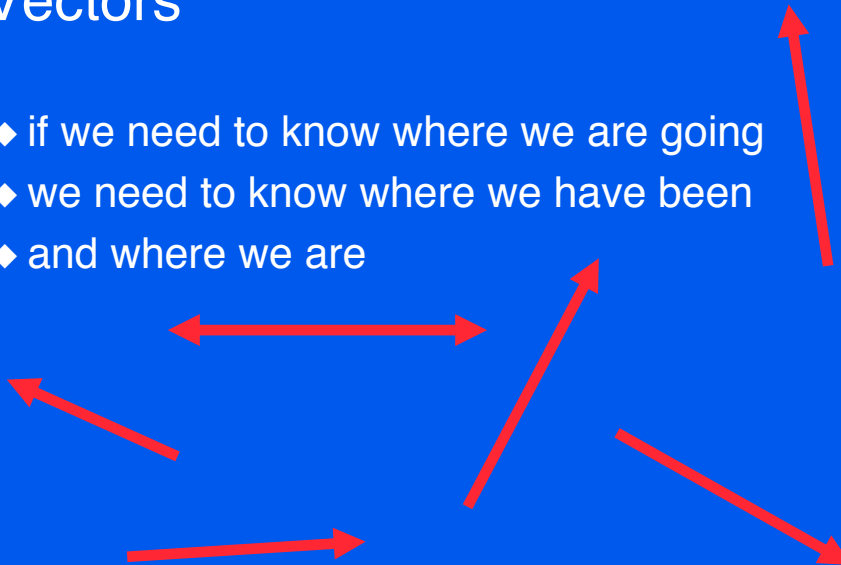 Vectors
◆ if we need to know where we are going
◆ we need to know where we have been
◆ and where we are